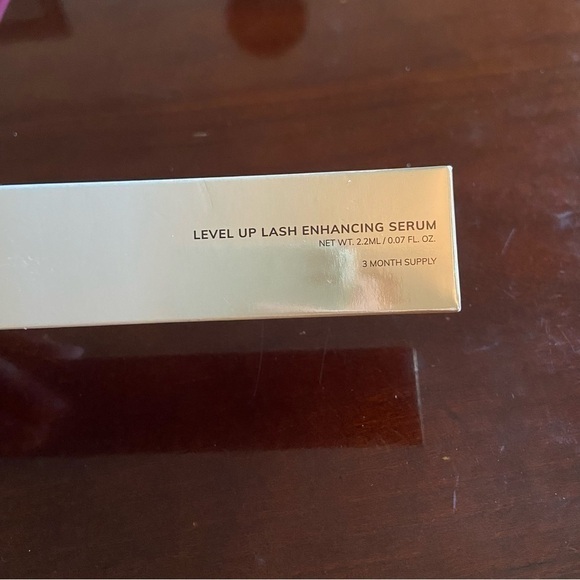 LEVEL UP LASH ENHANCING SERUM
NET WT. 2.2ML / 0.07 FL. OZ.
3 MONTH SUPPLY